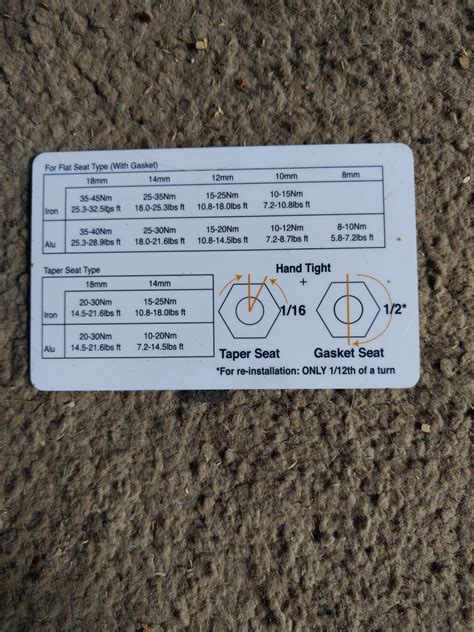 For Flat Seat Type (With Gasket)
18mm 14mm 12mm 10mm 8mm
35-45Nm 25-35Nm 15-25Nm 10-15Nm
Iron 25.3-32.5lbs ft 18.0-25.3lbs ft 10.8-18.0lbs ft 7.2-10.8lbs ft
35-40Nm 25-30Nm 15-20Nm 10-12Nm 8-10Nm
Alu 25.3-28.9lbs ft 18.0-21.6lbs ft 10.8-14.5lbs ft 7.2-8.7lbs ft 5.8-7.2lbs ft
Taper Seat Type
18mm 14mm
20-30Nm 15-25Nm
Iron 14.5-21.6lbs ft 10.8-18.0lbs ft
20-30Nm 10-20Nm
Alu 14.5-21.6lbs ft 7.2-14.5lbs ft
Hand Tight
+
1/16 1/2*
Taper Seat Gasket Seat
*For re-installation: ONLY 1/12th of a turn